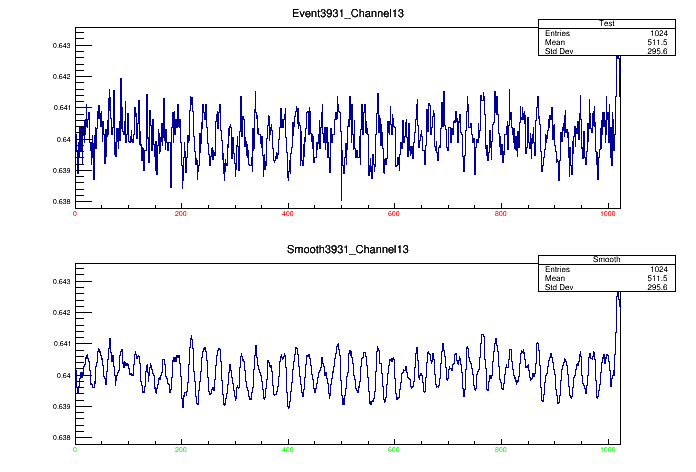 Event3931_Channel13
Test
Entries 1024
Mean 511.5
Std Dev 295.6
0.643
0.642
0.641
0.64
0.639
0.638
0 200 400 600 800 1000
Smooth3931_Channel13
Smooth
Entries 1024
Mean 511.5
Std Dev 295.6
0.643
0.642
0.641
0.64
0.639
0.638
0 200 400 600 800 1000